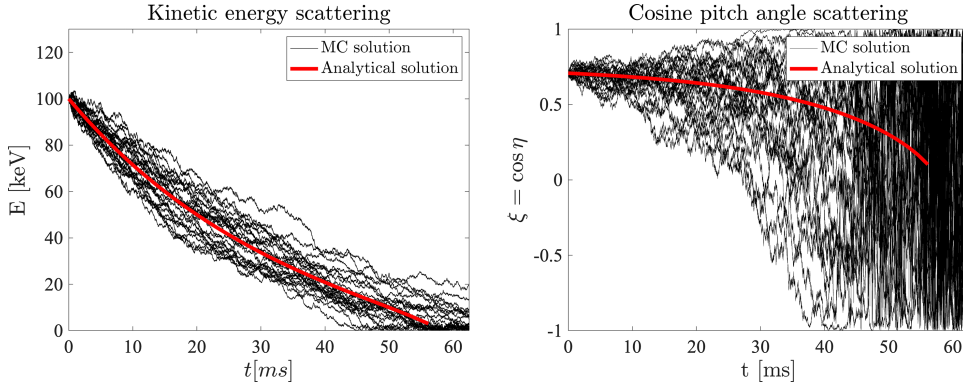 Kinetic energy scattering
MC solution
Analytical solution
120
100
80
60
40
20
0
E [keV]
0 10 20 30 40 50 60
t[ms]
Cosine pitch angle scattering
MC solution
Analytical solution
1
0.5
0
-0.5
-1
ξ = cos η
0 10 20 30 40 50 60
t [ms]